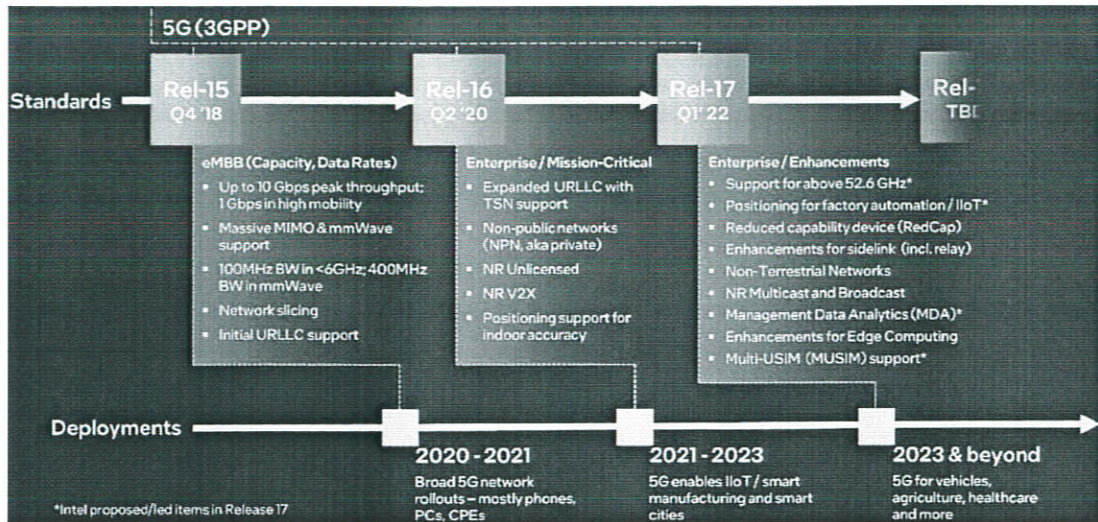 5G (3GPP)
Standards
Rel-15
Q4 '18
Rel-16
Q2 '20
Rel-17
Q1' 22
Rel-
eMBB (Capacity, Data Rates)
▪ Up to 10 Gbps peak throughput;
1 Gbps in high mobility
▪ Massive MIMO & mmWave
support
▪ 100MHz BW in <6GHz; 400MHz
BW in mmWave
▪ Network slicing
▪ Initial URLLC support
Enterprise / Mission-Critical
▪ Expanded URLLC with
TSN support
▪ Non-public networks
(NPN, aka private)
▪ NR Unlicensed
▪ NR V2X
▪ Positioning support for
indoor accuracy
Enterprise / Enhancements
▪ Support for above 52.6 GHz*
▪ Positioning for factory automation / IIoT*
▪ Reduced capability device (RedCap)
▪ Enhancements for sidelink (incl. relay)
▪ Non-Terrestrial Networks
▪ NR Multicast and Broadcast
▪ Management Data Analytics (MDA)*
▪ Enhancements for Edge Computing
▪ Multi-USIM (MUSIM) support*
Deployments
2020 - 2021
Broad 5G network
rollouts – mostly phones,
PCs, CPEs
2021 - 2023
5G enables IIoT / smart
manufacturing and smart
cities
2023 & beyond
5G for vehicles,
agriculture, healthcare
and more
*Intel proposed/led items in Release 17